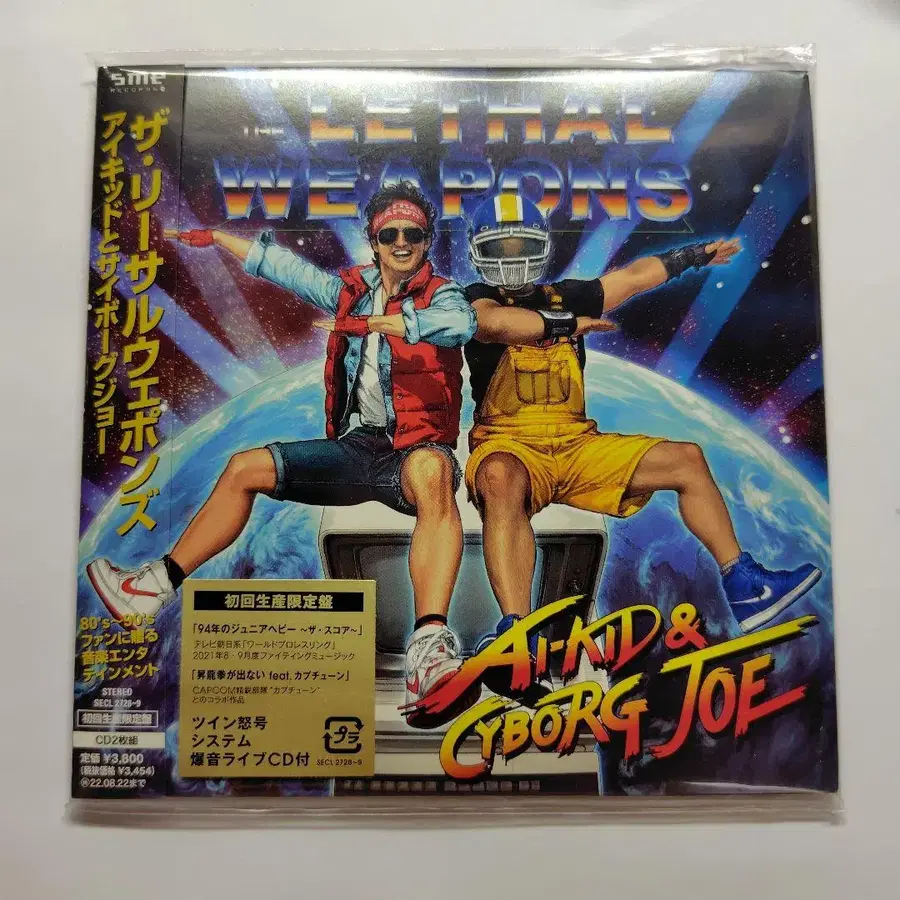 sme
RECORDS
ザ・リーサルウェポンズ
アイキッドとサイボーグジョー
80's~90's
ファンに贈る
音楽エンタ
テインメント
STEREO
SECL 2728~9
初回生産限定盤
CD2枚組
定価 ¥3,800
(税抜価格 ¥3,454)
22.08.22まで
THE LETHAL
WEAPONS
初回生産限定盤
「94年のジュニアヘビー ~ザ・スコアー~」
テレビ朝日系「ワールドプロレスリング」
2021年8・9月度ファイティングミュージック
「昇龍拳が出ない feat. カプチューン」
CAPCOM精鋭部隊"カプチューン"
とのコラボ作品
ツイン怒号
システム
爆音ライブCD付
プラ
SECL 2728~9
AI-KID &
CYBORG JOE